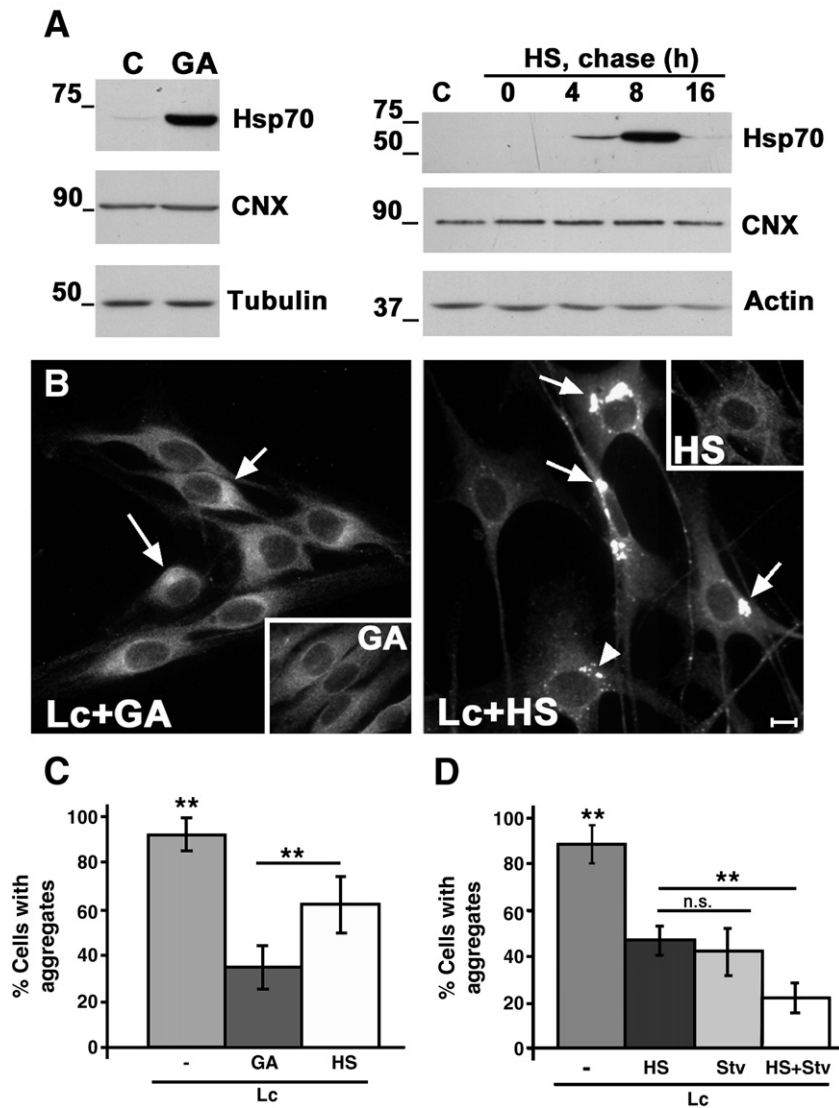 A
C GA
75
Hsp70
90
CNX
50
Tubulin
HS, chase (h)
C 0 4 8 16
75
50
Hsp70
90
CNX
37
Actin
B
Lc+GA
GA
HS
Lc+HS
C
% Cells with
aggregates
100
80
60
40
20
0
**
**
- GA HS
Lc
D
% Cells with
aggregates
100
80
60
40
20
0
**
**
n.s.
- HS Stv HS+Stv
Lc